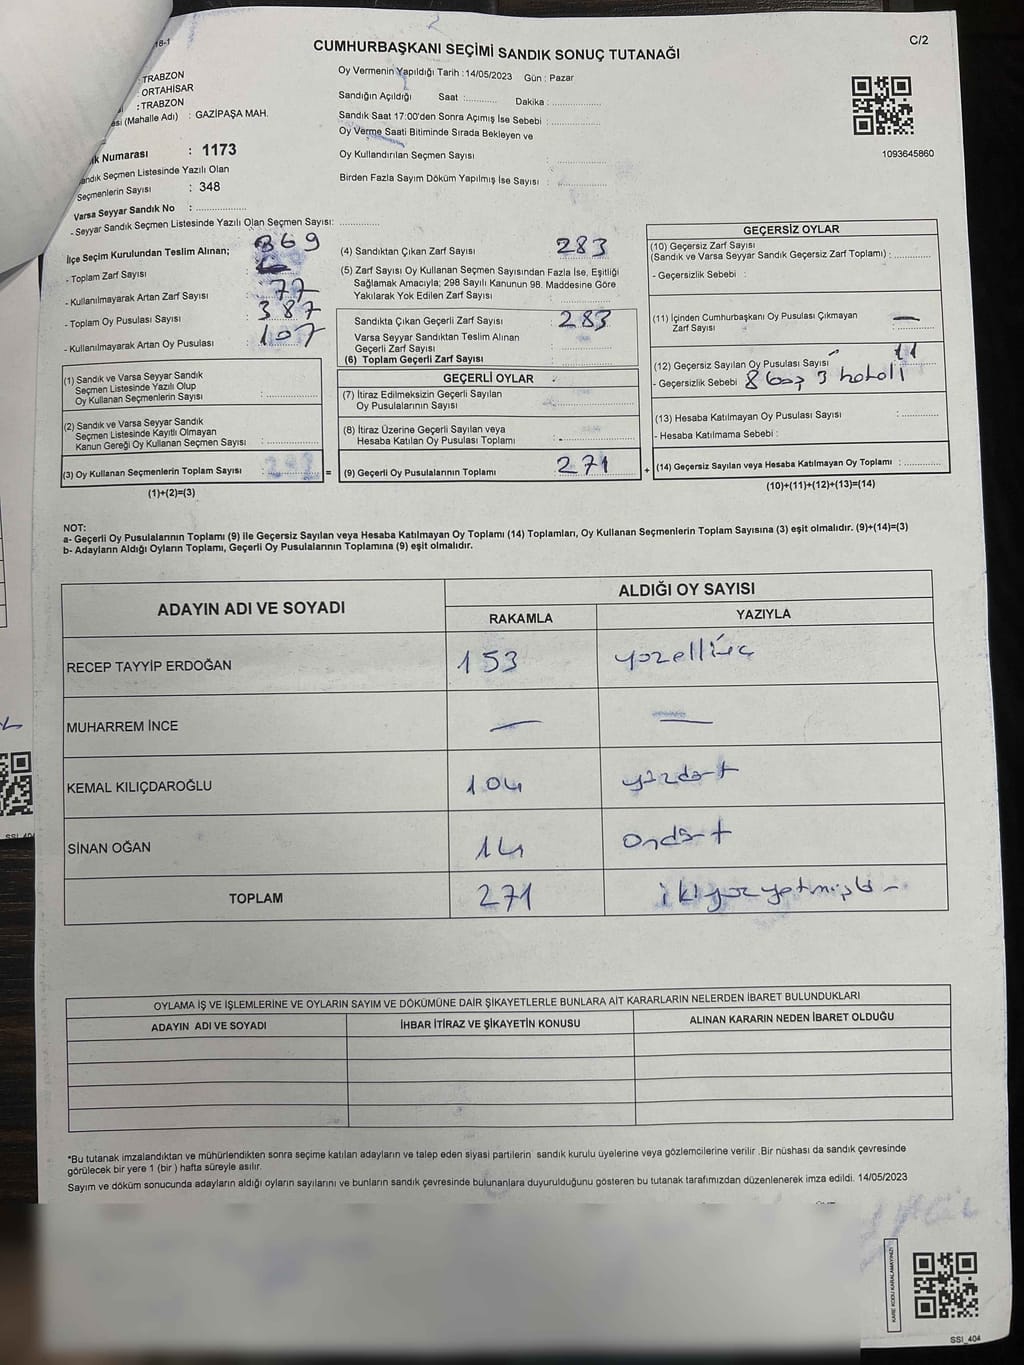 18-1
CUMHURBAŞKANI SEÇİMİ SANDIK SONUÇ TUTANAĞI
C/2
: TRABZON
: ORTAHİSAR
: TRABZON
esi (Mahalle Adı) : GAZİPAŞA MAH.
Oy Vermenin Yapıldığı Tarih : 14/05/2023 Gün : Pazar
Sandığın Açıldığı Saat :........... Dakika :..................
Sandık Saat 17:00'den Sonra Açımış İse Sebebi :..................
Oy Verme Saati Bitiminde Sırada Bekleyen ve
Oy Kullandırılan Seçmen Sayısı :..................
Birden Fazla Sayım Döküm Yapılmış İse Sayısı :..................
1093645860
ık Numarası : 1173
andık Seçmen Listesinde Yazılı Olan
Seçmenlerin Sayısı : 348
Varsa Seyyar Sandık No :..................
- Seyyar Sandık Seçmen Listesinde Yazılı Olan Seçmen Sayısı: ..............
İlçe Seçim Kurulundan Teslim Alınan;
- Toplam Zarf Sayısı 369
- Kullanılmayarak Artan Zarf Sayısı : 77
- Toplam Oy Pusulası Sayısı : 387
- Kullanılmayarak Artan Oy Pusulası : 107
(1) Sandık ve Varsa Seyyar Sandık
Seçmen Listesinde Yazılı Olup
Oy Kullanan Seçmenlerin Sayısı :..................
(2) Sandık ve Varsa Seyyar Sandık
Seçmen Listesinde Kayıtlı Olmayan
Kanun Gereği Oy Kullanan Seçmen Sayısı :..................
(3) Oy Kullanan Seçmenlerin Toplam Sayısı :
=
(1)+(2)=(3)
(4) Sandıktan Çıkan Zarf Sayısı : 283
(5) Zarf Sayısı Oy Kullanan Seçmen Sayısından Fazla İse, Eşitliği
Sağlamak Amacıyla; 298 Sayılı Kanunun 98. Maddesine Göre
Yakılarak Yok Edilen Zarf Sayısı :..................
Sandıkta Çıkan Geçerli Zarf Sayısı : 283
Varsa Seyyar Sandıktan Teslim Alınan
Geçerli Zarf Sayısı :..................
(6) Toplam Geçerli Zarf Sayısı :..................
GEÇERLİ OYLAR
(7) İtiraz Edilmeksizin Geçerli Sayılan
Oy Pusulalarının Sayısı :..................
(8) İtiraz Üzerine Geçerli Sayılan veya
Hesaba Katılan Oy Pusulası Toplamı :..................
(9) Geçerli Oy Pusulalarının Toplamı : 271
+
GEÇERSİZ OYLAR
(10) Geçersiz Zarf Sayısı
(Sandık ve Varsa Seyyar Sandık Geçersiz Zarf Toplamı) :.............
- Geçersizlik Sebebi :
(11) İçinden Cumhurbaşkanı Oy Pusulası Çıkmayan
Zarf Sayısı : —
(12) Geçersiz Sayılan Oy Pusulası Sayısı 11
- Geçersizlik Sebebi 8 boş 3 hatalı
(13) Hesaba Katılmayan Oy Pusulası Sayısı :.............
- Hesaba Katılmama Sebebi :
(14) Geçersiz Sayılan veya Hesaba Katılmayan Oy Toplamı :.............
(10)+(11)+(12)+(13)=(14)
NOT:
a- Geçerli Oy Pusulalarının Toplamı (9) ile Geçersiz Sayılan veya Hesaba Katılmayan Oy Toplamı (14) Toplamları, Oy Kullanan Seçmenlerin Toplam Sayısına (3) eşit olmalıdır. (9)+(14)=(3)
b- Adayların Aldığı Oyların Toplamı, Geçerli Oy Pusulalarının Toplamına (9) eşit olmalıdır.
ADAYIN ADI VE SOYADI ALDIĞI OY SAYISI
RAKAMLA YAZIYLA
RECEP TAYYİP ERDOĞAN 153 yüzelliüç
MUHARREM İNCE — —
KEMAL KILIÇDAROĞLU 104 yüzdört
SİNAN OĞAN 14 Ondört
TOPLAM 271 ikiyüzyetmişbir
OYLAMA İŞ VE İŞLEMLERİNE VE OYLARIN SAYIM VE DÖKÜMÜNE DAİR ŞİKAYETLERLE BUNLARA AİT KARARLARIN NELERDEN İBARET BULUNDUKLARI
ADAYIN ADI VE SOYADI İHBAR İTİRAZ VE ŞİKAYETİN KONUSU ALINAN KARARIN NEDEN İBARET OLDUĞU
*Bu tutanak imzalandıktan ve mühürlendikten sonra seçime katılan adayların ve talep eden siyasi partilerin sandık kurulu üyelerine veya gözlemcilerine verilir .Bir nüshası da sandık çevresinde
görülecek bir yere 1 (bir ) hafta süreyle asılır.
Sayım ve döküm sonucunda adayların aldığı oyların sayılarını ve bunların sandık çevresinde bulunanlara duyurulduğunu gösteren bu tutanak tarafımızdan düzenlenerek imza edildi. 14/05/2023
KARE KODU KARALAMAYINIZ!
SSI_404